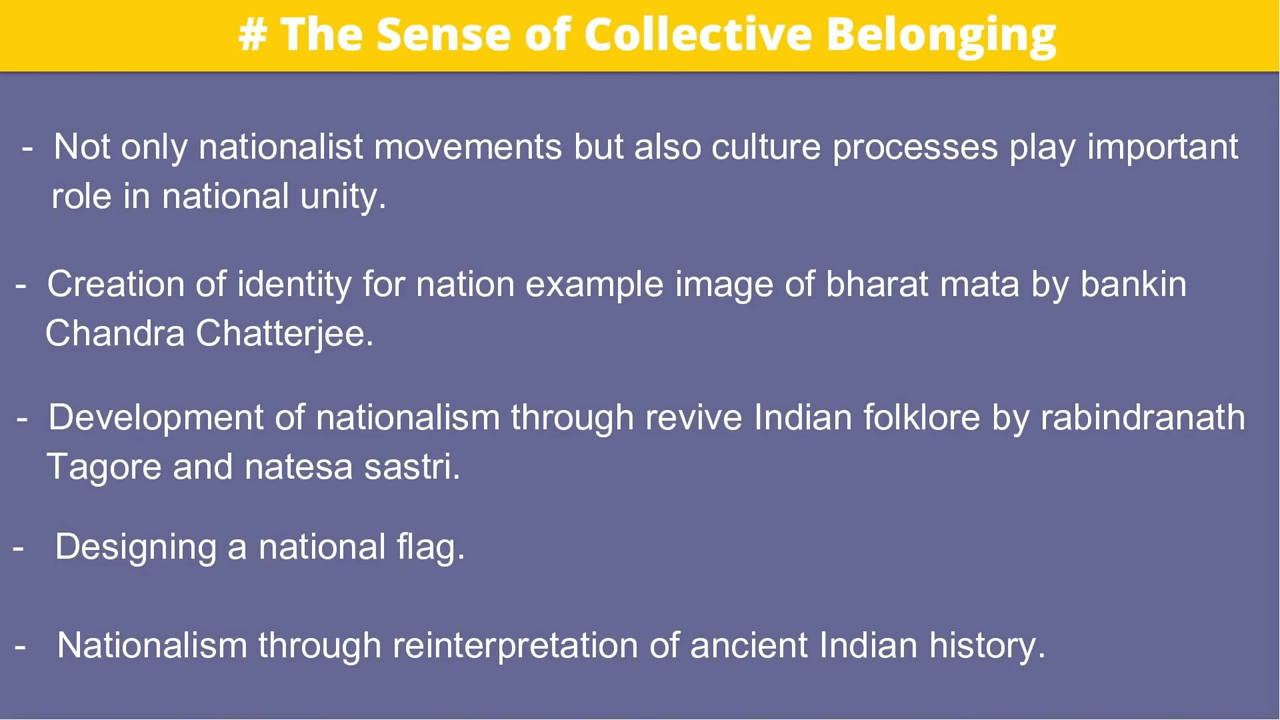 # The Sense of Collective Belonging
- Not only nationalist movements but also culture processes play important
role in national unity.
- Creation of identity for nation example image of bharat mata by bankin
Chandra Chatterjee.
- Development of nationalism through revive Indian folklore by rabindranath
Tagore and natesa sastri.
- Designing a national flag.
- Nationalism through reinterpretation of ancient Indian history.